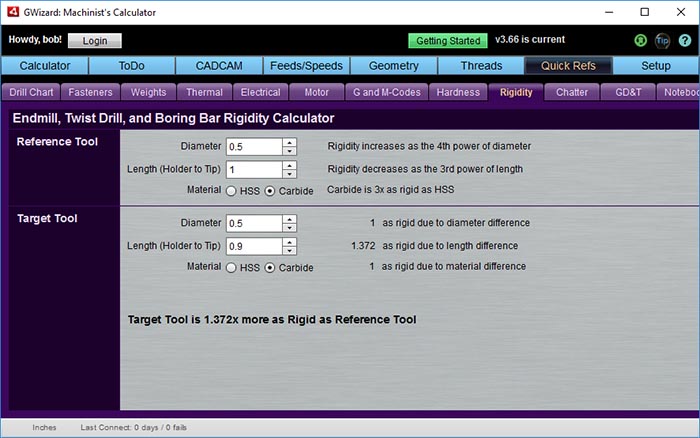 GWizard: Machinist's Calculator
Howdy, bob! Login Getting Started v3.66 is current Tip ?
Calculator ToDo CADCAM Feeds/Speeds Geometry Threads Quick Refs Setup
Drill Chart Fasteners Weights Thermal Electrical Motor G and M-Codes Hardness Rigidity Chatter GD&T Notebo
Endmill, Twist Drill, and Boring Bar Rigidity Calculator
Reference Tool Diameter 0.5 Rigidity increases as the 4th power of diameter
Length (Holder to Tip) 1 Rigidity decreases as the 3rd power of length
Material HSS Carbide Carbide is 3x as rigid as HSS
Target Tool Diameter 0.5 1 as rigid due to diameter difference
Length (Holder to Tip) 0.9 1.372 as rigid due to length difference
Material HSS Carbide 1 as rigid due to material difference
Target Tool is 1.372x more as Rigid as Reference Tool
Inches Last Connect: 0 days / 0 fails